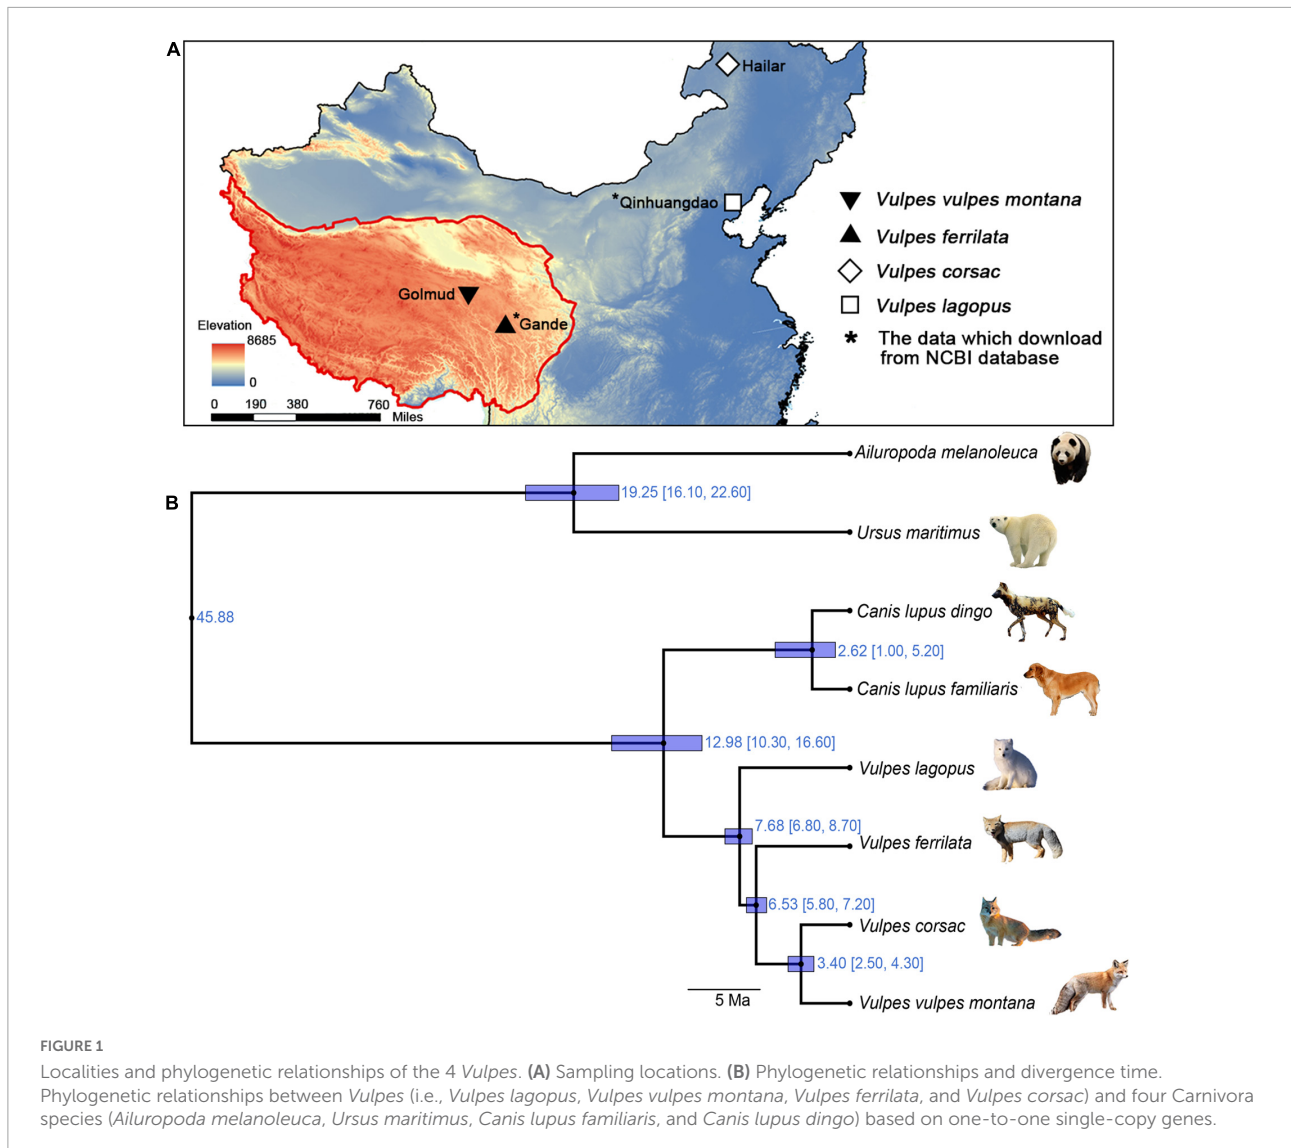 A
Hailar
*Qinhuangdao
Golmud
*Gande
Elevation
8685
0
0 190 380 760
Miles
Vulpes vulpes montana
Vulpes ferrilata
Vulpes corsac
Vulpes lagopus
* The data which download
from NCBI database
B
Ailuropoda melanoleuca
19.25 [16.10, 22.60]
Ursus maritimus
45.88
Canis lupus dingo
2.62 [1.00, 5.20]
Canis lupus familiaris
12.98 [10.30, 16.60]
Vulpes lagopus
7.68 [6.80, 8.70]
Vulpes ferrilata
6.53 [5.80, 7.20]
Vulpes corsac
3.40 [2.50, 4.30]
5 Ma
Vulpes vulpes montana
FIGURE 1
Localities and phylogenetic relationships of the 4 Vulpes. (A) Sampling locations. (B) Phylogenetic relationships and divergence time.
Phylogenetic relationships between Vulpes (i.e., Vulpes lagopus, Vulpes vulpes montana, Vulpes ferrilata, and Vulpes corsac) and four Carnivora
species (Ailuropoda melanoleuca, Ursus maritimus, Canis lupus familiaris, and Canis lupus dingo) based on one-to-one single-copy genes.